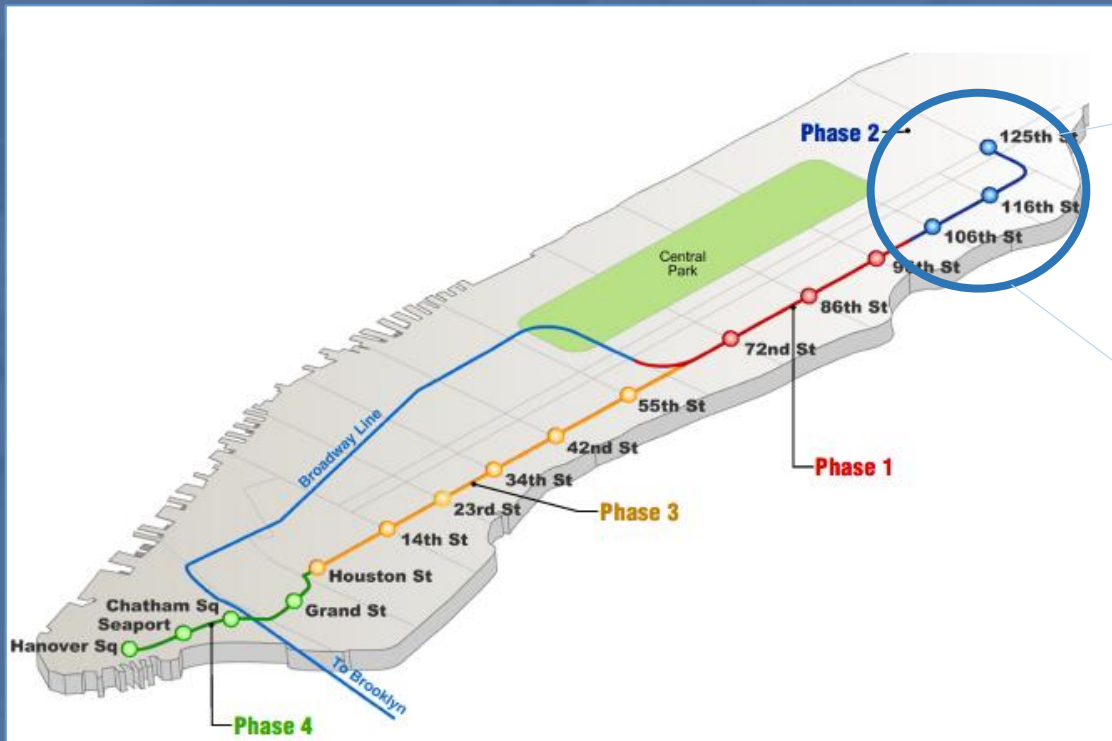 Phase 2
125th St
116th St
106th St
96th St
Central
Park
86th St
72nd St
55th St
Phase 1
Broadway Line
42nd St
34th St
23rd St
Phase 3
14th St
Houston St
Chatham Sq
Grand St
Seaport
Hanover Sq
To Brooklyn
Phase 4